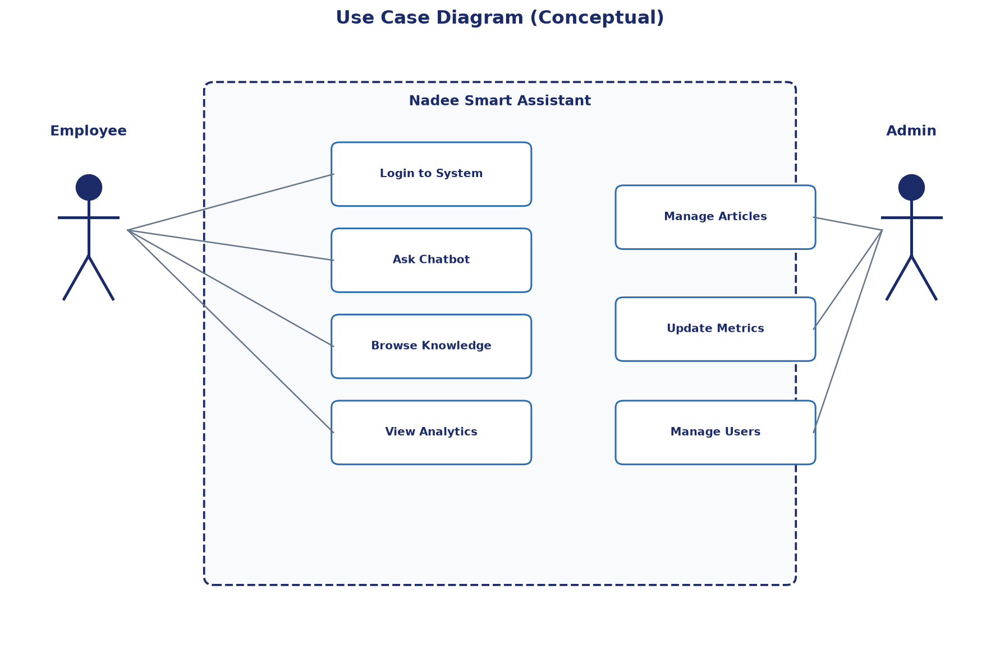 Use Case Diagram (Conceptual)
Nadee Smart Assistant
Employee
Admin
Login to System
Ask Chatbot
Browse Knowledge
View Analytics
Manage Articles
Update Metrics
Manage Users